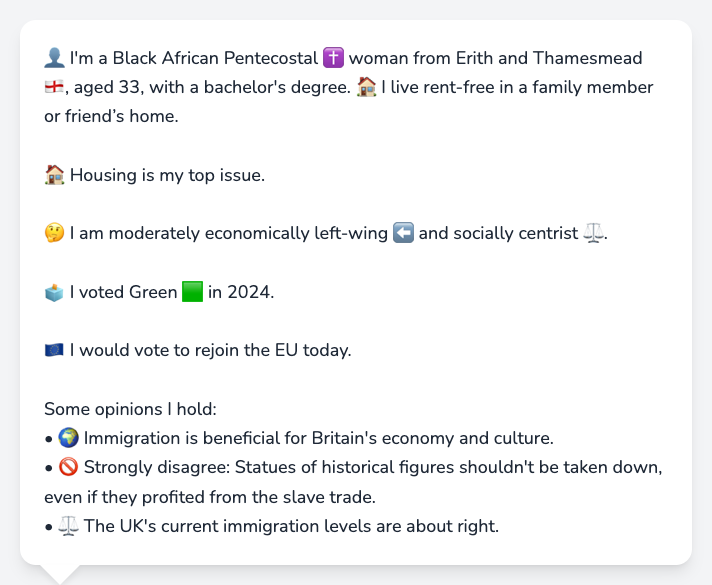 👤 I'm a Black African Pentecostal ✝️ woman from Erith and Thamesmead
🏴󠁧󠁢󠁥󠁮󠁧󠁿, aged 33, with a bachelor's degree. 🏠 I live rent-free in a family member
or friend’s home.
🏠 Housing is my top issue.
🤔 I am moderately economically left-wing ⬅️ and socially centrist ⚖️.
🗳️ I voted Green 🟩 in 2024.
🇪🇺 I would vote to rejoin the EU today.
Some opinions I hold:
• 🌍 Immigration is beneficial for Britain's economy and culture.
• 🚫 Strongly disagree: Statues of historical figures shouldn't be taken down,
even if they profited from the slave trade.
• ⚖️ The UK's current immigration levels are about right.